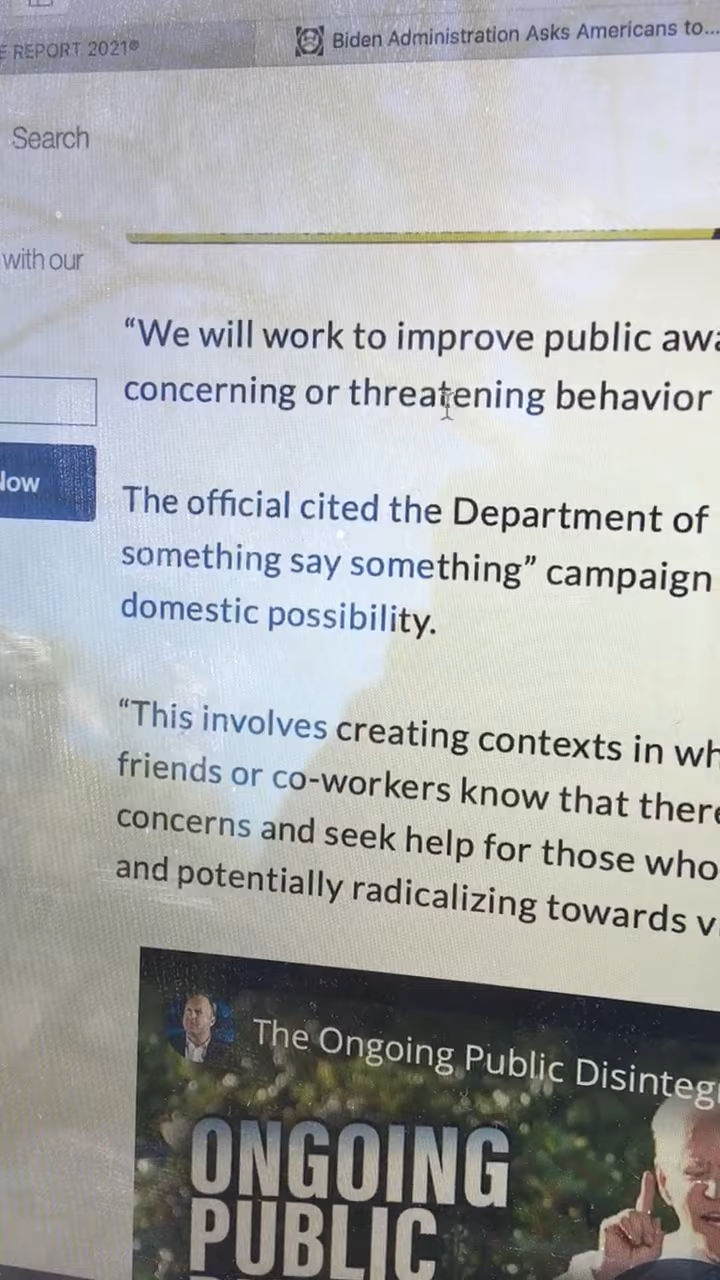 E REPORT 2021®
Biden Administration Asks Americans to...
Search
with our
“We will work to improve public awa
concerning or threatening behavior
Now
The official cited the Department of
something say something” campaign
domestic possibility.
“This involves creating contexts in wh
friends or co-workers know that there
concerns and seek help for those who
and potentially radicalizing towards v
The Ongoing Public Disinteg
ONGOING
PUBLIC